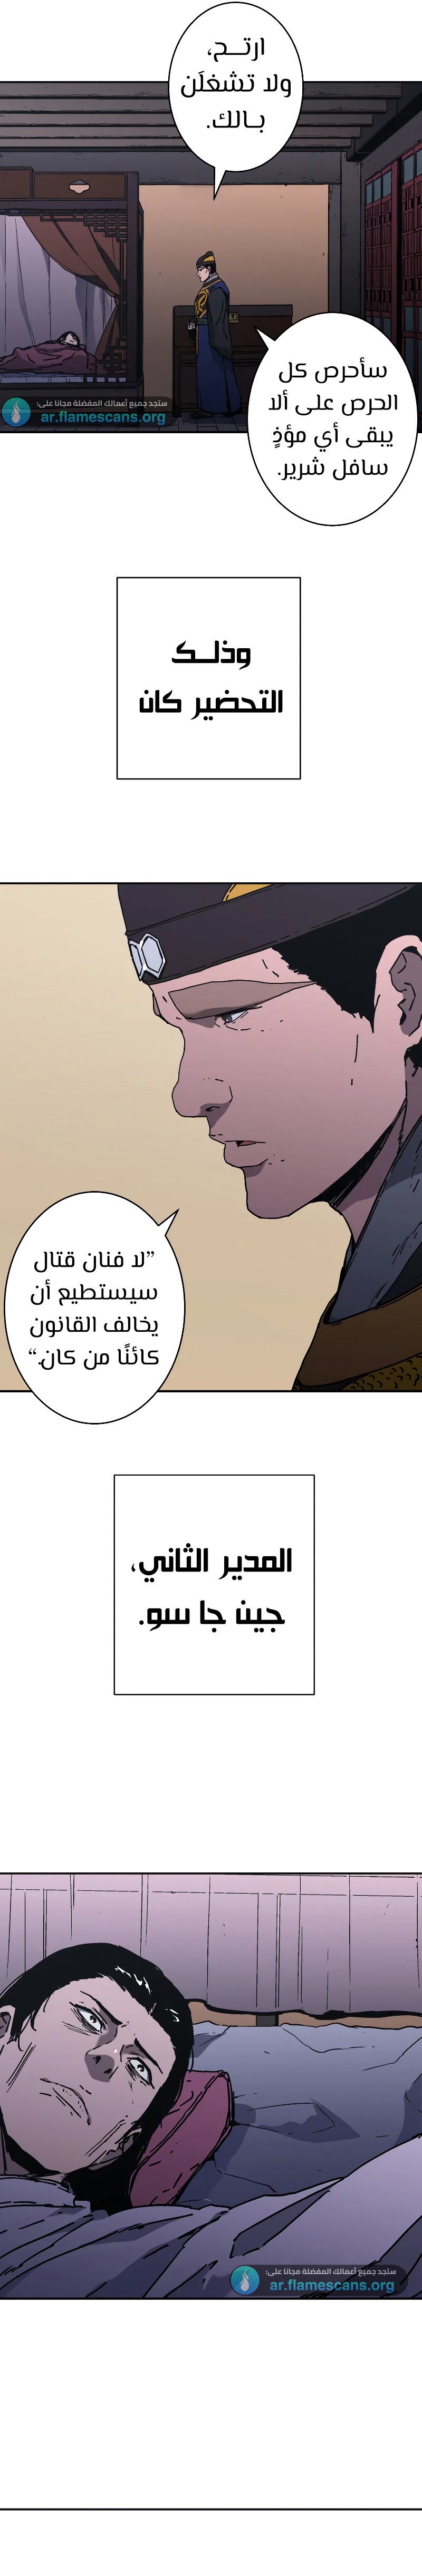 ارتــح،
ولا تشغلَن
بـالك.
سأحرص كل
الحرص على ألا
يبقى أي مؤذٍ
سافل شرير.
ستجد جميع أعمالك المفضلة مجانا على:
ar.flamescans.org
وذلــك
التحضير كان
”لا فنان قتال
سيستطيع أن
يخالف القانون
كائنًا من كان.“
المدير الثاني،
جين جا سو.
ستجد جميع أعمالك المفضلة مجانا على:
ar.flamescans.org